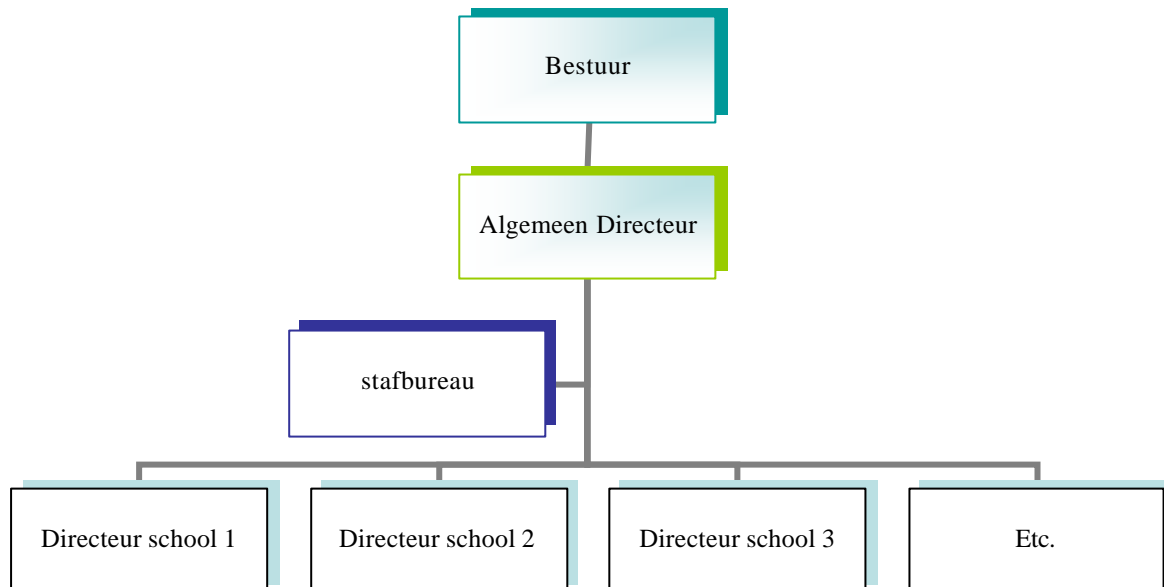 Bestuur
Algemeen Directeur
stafbureau
Directeur school 1
Directeur school 2
Directeur school 3
Etc.